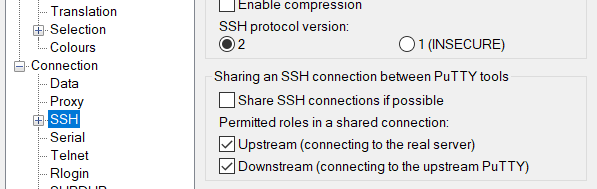 Translation
Selection
Colours
Connection
Data
Proxy
SSH
Serial
Telnet
Rlogin
Enable compression
SSH protocol version:
2
1 (INSECURE)
Sharing an SSH connection between PuTTY tools
Share SSH connections if possible
Permitted roles in a shared connection:
Upstream (connecting to the real server)
Downstream (connecting to the upstream PuTTY)